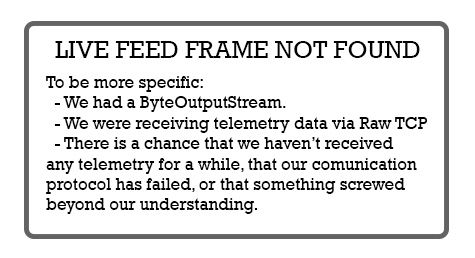 LIVE FEED FRAME NOT FOUND
To be more specific:
- We had a ByteOutputStream.
- We were receiving telemetry data via Raw TCP
- There is a chance that we haven't received
any telemetry for a while, that our comunication
protocol has failed, or that something screwed
beyond our understanding.